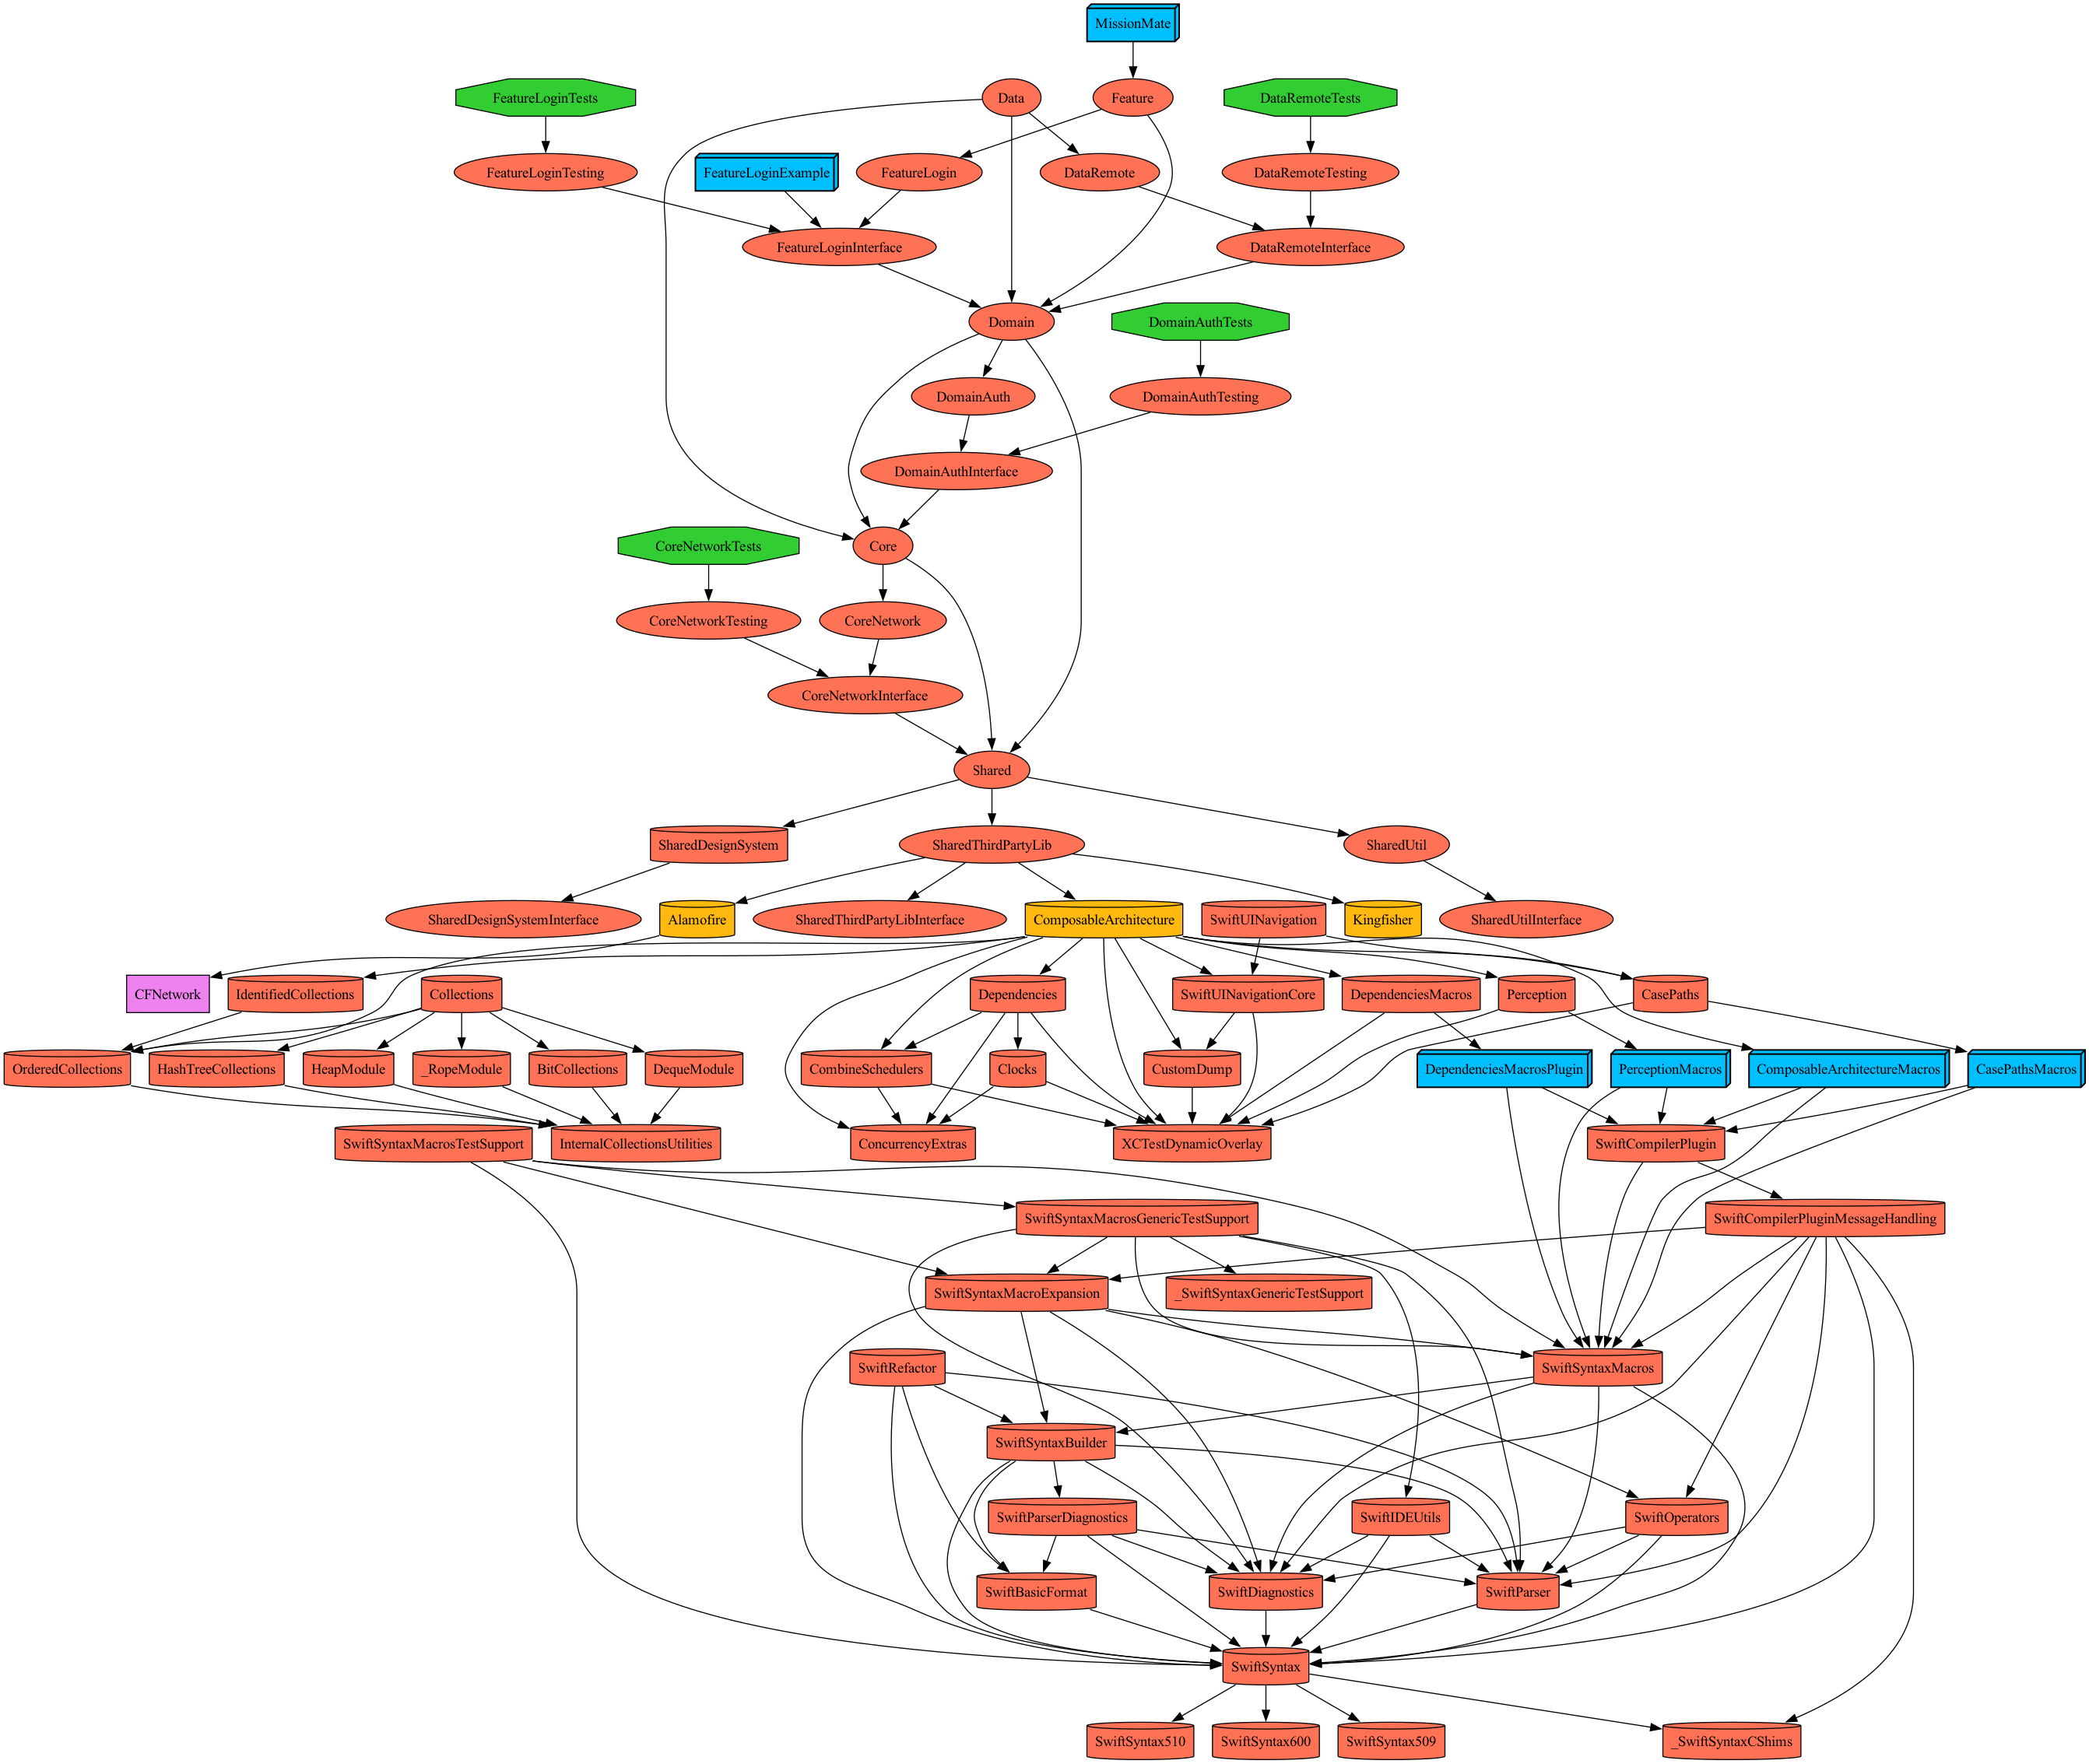 MissionMate
FeatureLoginTests
Data
Feature
DataRemoteTests
FeatureLoginTesting
FeatureLoginExample
FeatureLogin
DataRemote
DataRemoteTesting
FeatureLoginInterface
DataRemoteInterface
Domain
DomainAuthTests
DomainAuth
DomainAuthTesting
DomainAuthInterface
CoreNetworkTests
Core
CoreNetworkTesting
CoreNetwork
CoreNetworkInterface
Shared
SharedDesignSystem
SharedThirdPartyLib
SharedUtil
SharedDesignSystemInterface
Alamofire
SharedThirdPartyLibInterface
ComposableArchitecture
SwiftUINavigation
Kingfisher
SharedUtilInterface
CFNetwork
IdentifiedCollections
Collections
Dependencies
SwiftUINavigationCore
DependenciesMacros
Perception
CasePaths
OrderedCollections
HashTreeCollections
HeapModule
_RopeModule
BitCollections
DequeModule
CombineSchedulers
Clocks
CustomDump
DependenciesMacrosPlugin
PerceptionMacros
ComposableArchitectureMacros
CasePathsMacros
SwiftSyntaxMacrosTestSupport
InternalCollectionsUtilities
ConcurrencyExtras
XCTestDynamicOverlay
SwiftCompilerPlugin
SwiftSyntaxMacrosGenericTestSupport
SwiftCompilerPluginMessageHandling
SwiftSyntaxMacroExpansion
_SwiftSyntaxGenericTestSupport
SwiftRefactor
SwiftSyntaxMacros
SwiftSyntaxBuilder
SwiftParserDiagnostics
SwiftIDEUtils
SwiftOperators
SwiftBasicFormat
SwiftDiagnostics
SwiftParser
SwiftSyntax
SwiftSyntax510
SwiftSyntax600
SwiftSyntax509
_SwiftSyntaxCShims